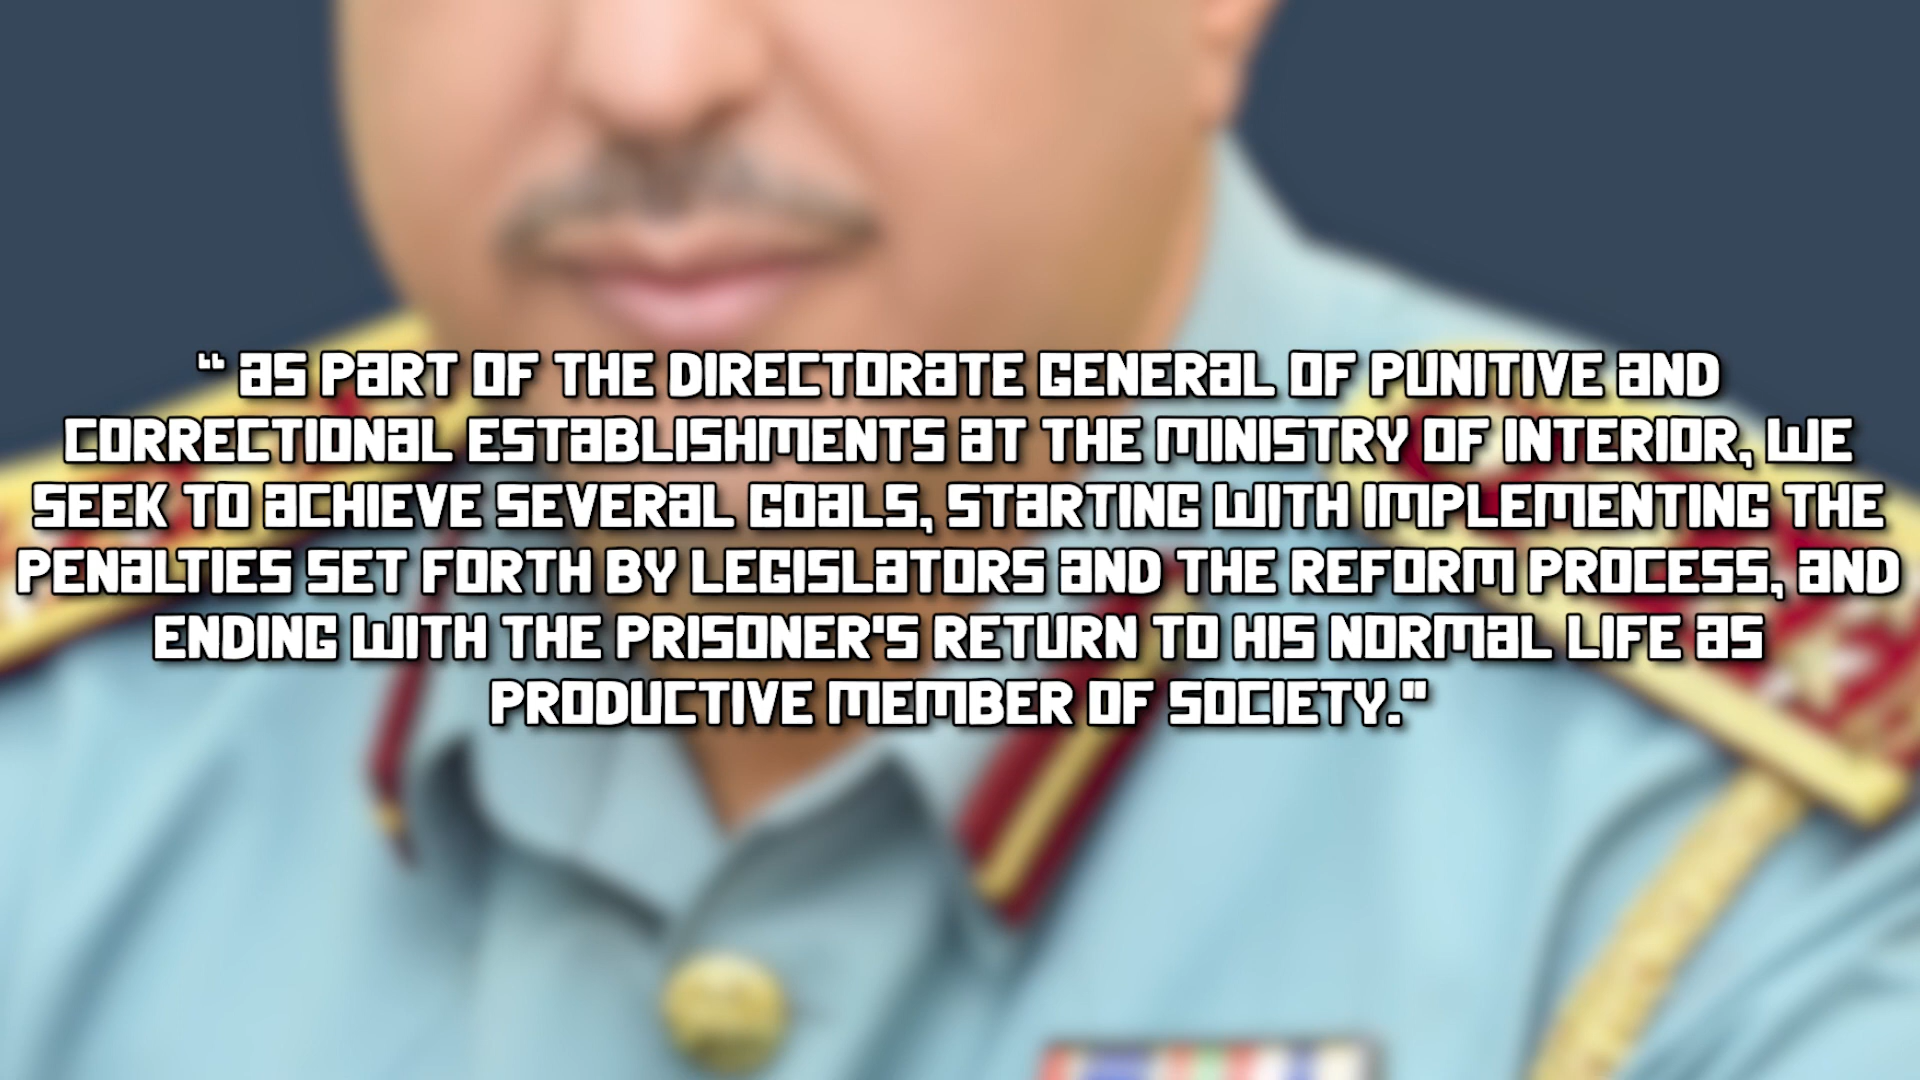 “ AS PART OF THE DIRECTORATE GENERAL OF PUNITIVE AND
CORRECTIONAL ESTABLISHMENTS AT THE MINISTRY OF INTERIOR, WE
SEEK TO ACHIEVE SEVERAL GOALS, STARTING WITH IMPLEMENTING THE
PENALTIES SET FORTH BY LEGISLATORS AND THE REFORM PROCESS, AND
ENDING WITH THE PRISONER'S RETURN TO HIS NORMAL LIFE AS
PRODUCTIVE MEMBER OF SOCIETY."